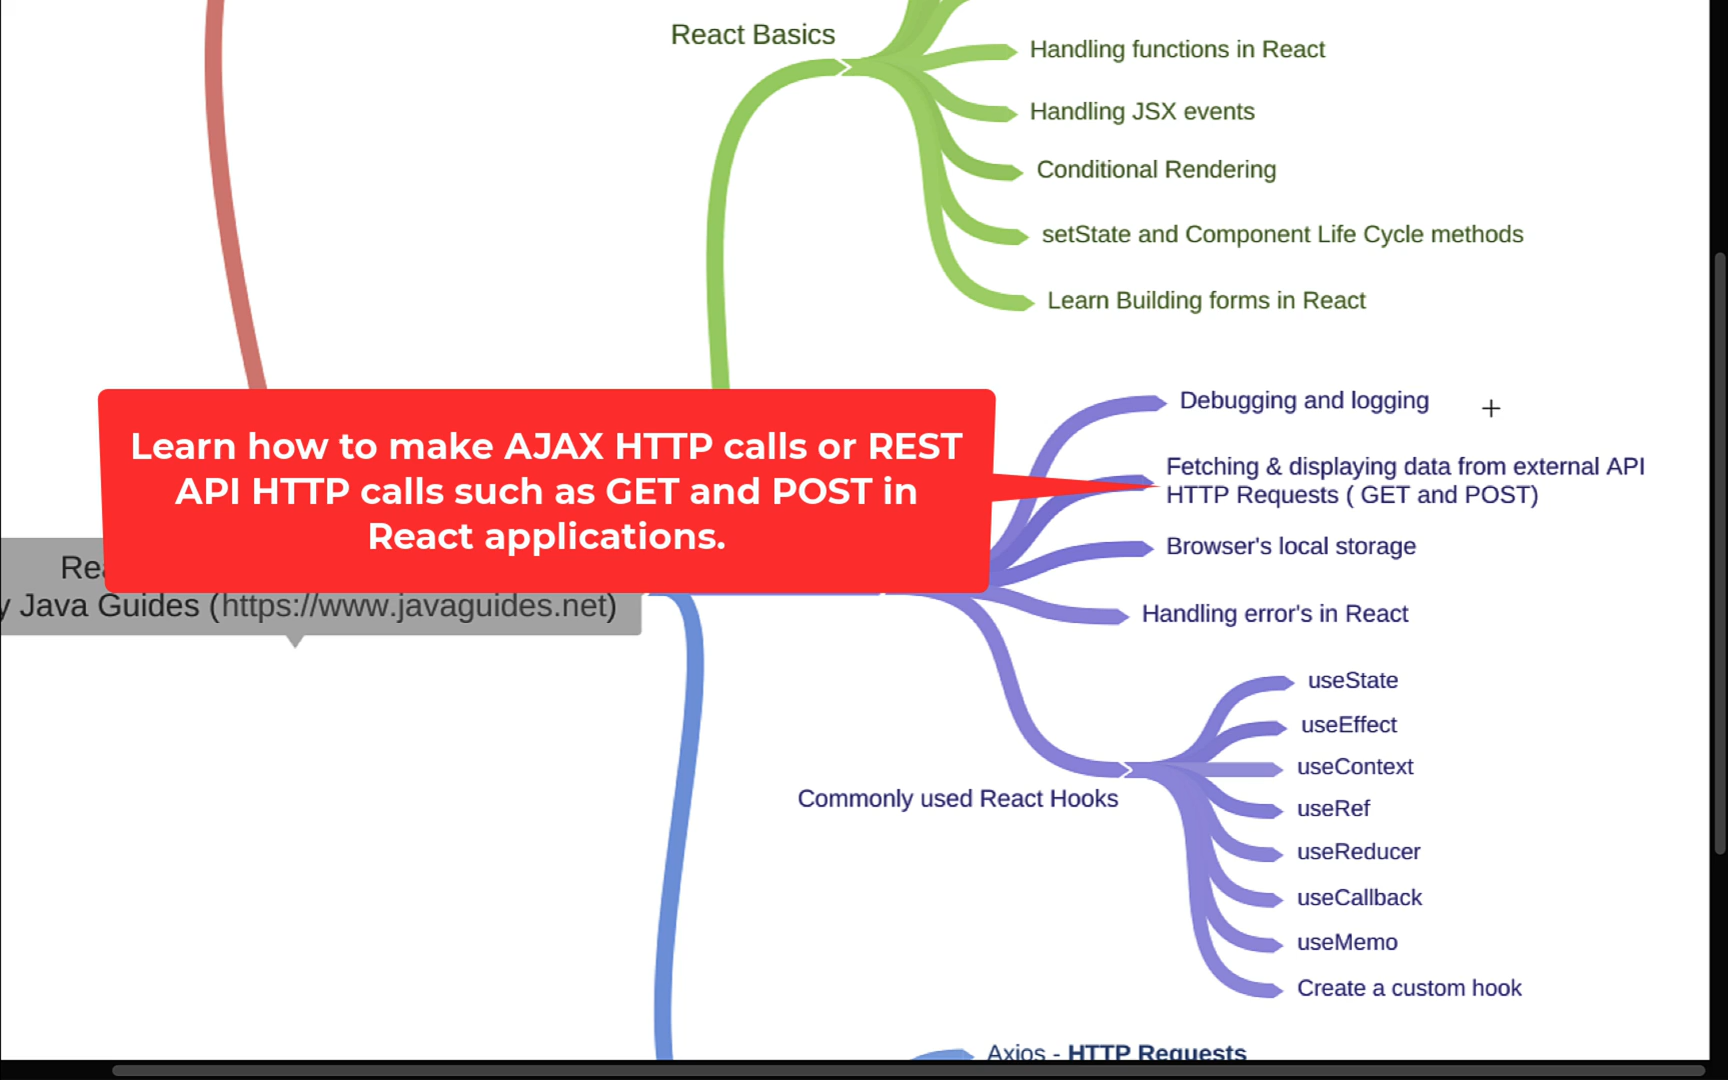 React Basics
Handling functions in React
Handling JSX events
Conditional Rendering
setState and Component Life Cycle methods
Learn Building forms in React
Debugging and logging
Learn how to make AJAX HTTP calls or REST
API HTTP calls such as GET and POST in
React applications.
Fetching & displaying data from external API
HTTP Requests ( GET and POST)
Browser's local storage
Java Guides (https://www.javaguides.net)
Handling error's in React
useState
useEffect
useContext
Commonly used React Hooks
useRef
useReducer
useCallback
useMemo
Create a custom hook
Axios - HTTP Requests